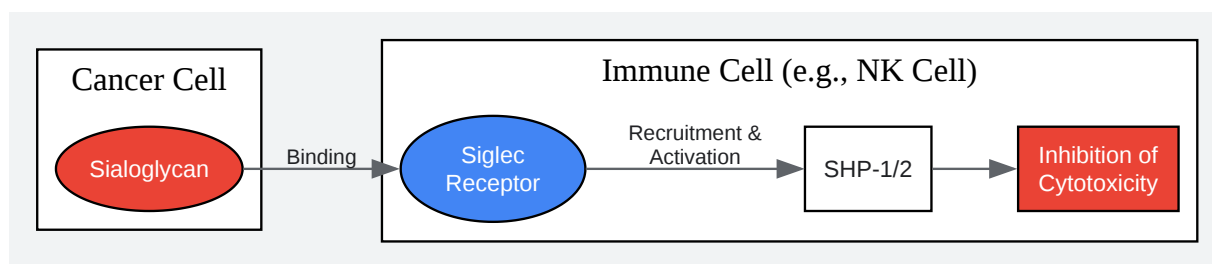 Cancer Cell
Sialoglycan
Binding
Immune Cell (e.g., NK Cell)
Siglec
Receptor
Recruitment &
Activation
SHP-1/2
Inhibition of
Cytotoxicity